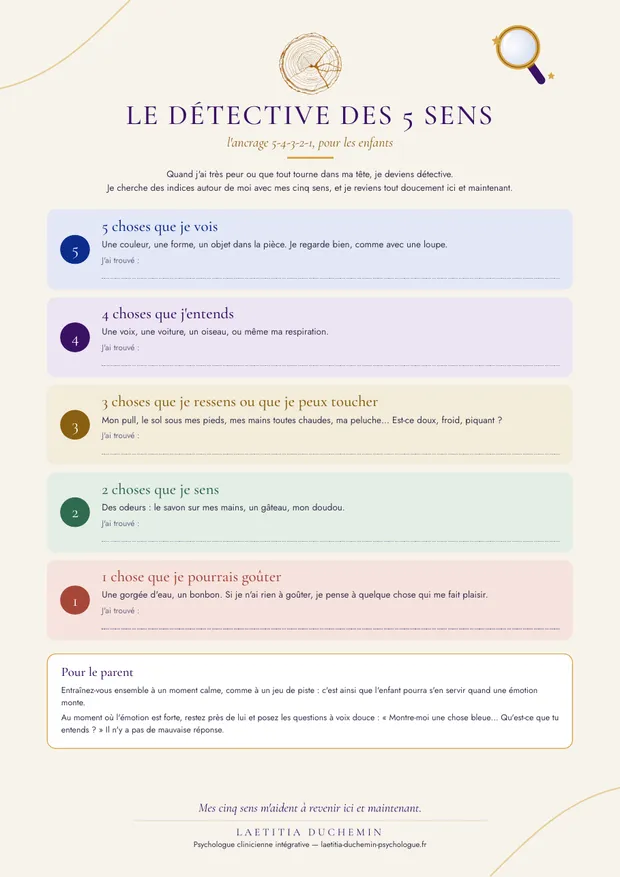 LE DÉTECTIVE DES 5 SENS
l'ancrage 5-4-3-2-1, pour les enfants
Quand j'ai très peur ou que tout tourne dans ma tête, je deviens détective.
Je cherche des indices autour de moi avec mes cinq sens, et je reviens tout doucement ici et maintenant.
5
5 choses que je vois
Une couleur, une forme, un objet dans la pièce. Je regarde bien, comme avec une loupe.
J'ai trouvé :
4
4 choses que j'entends
Une voix, une voiture, un oiseau, ou même ma respiration.
J'ai trouvé :
3
3 choses que je ressens ou que je peux toucher
Mon pull, le sol sous mes pieds, mes mains toutes chaudes, ma peluche... Est-ce doux, froid, piquant ?
J'ai trouvé :
2
2 choses que je sens
Des odeurs : le savon sur mes mains, un gâteau, mon doudou.
J'ai trouvé :
1
1 chose que je pourrais goûter
Une gorgée d'eau, un bonbon. Si je n'ai rien à goûter, je pense à quelque chose qui me fait plaisir.
J'ai trouvé :
Pour le parent
Entraînez-vous ensemble à un moment calme, comme à un jeu de piste : c'est ainsi que l'enfant pourra s'en servir quand une émotion
monte.
Au moment où l'émotion est forte, restez près de lui et posez les questions à voix douce : « Montre-moi une chose bleue... Qu'est-ce que tu
entends ? » Il n'y a pas de mauvaise réponse.
Mes cinq sens m'aident à revenir ici et maintenant.
LAETITIA DUCHEMIN
Psychologue clinicienne intégrative — laetitia-duchemin-psychologue.fr